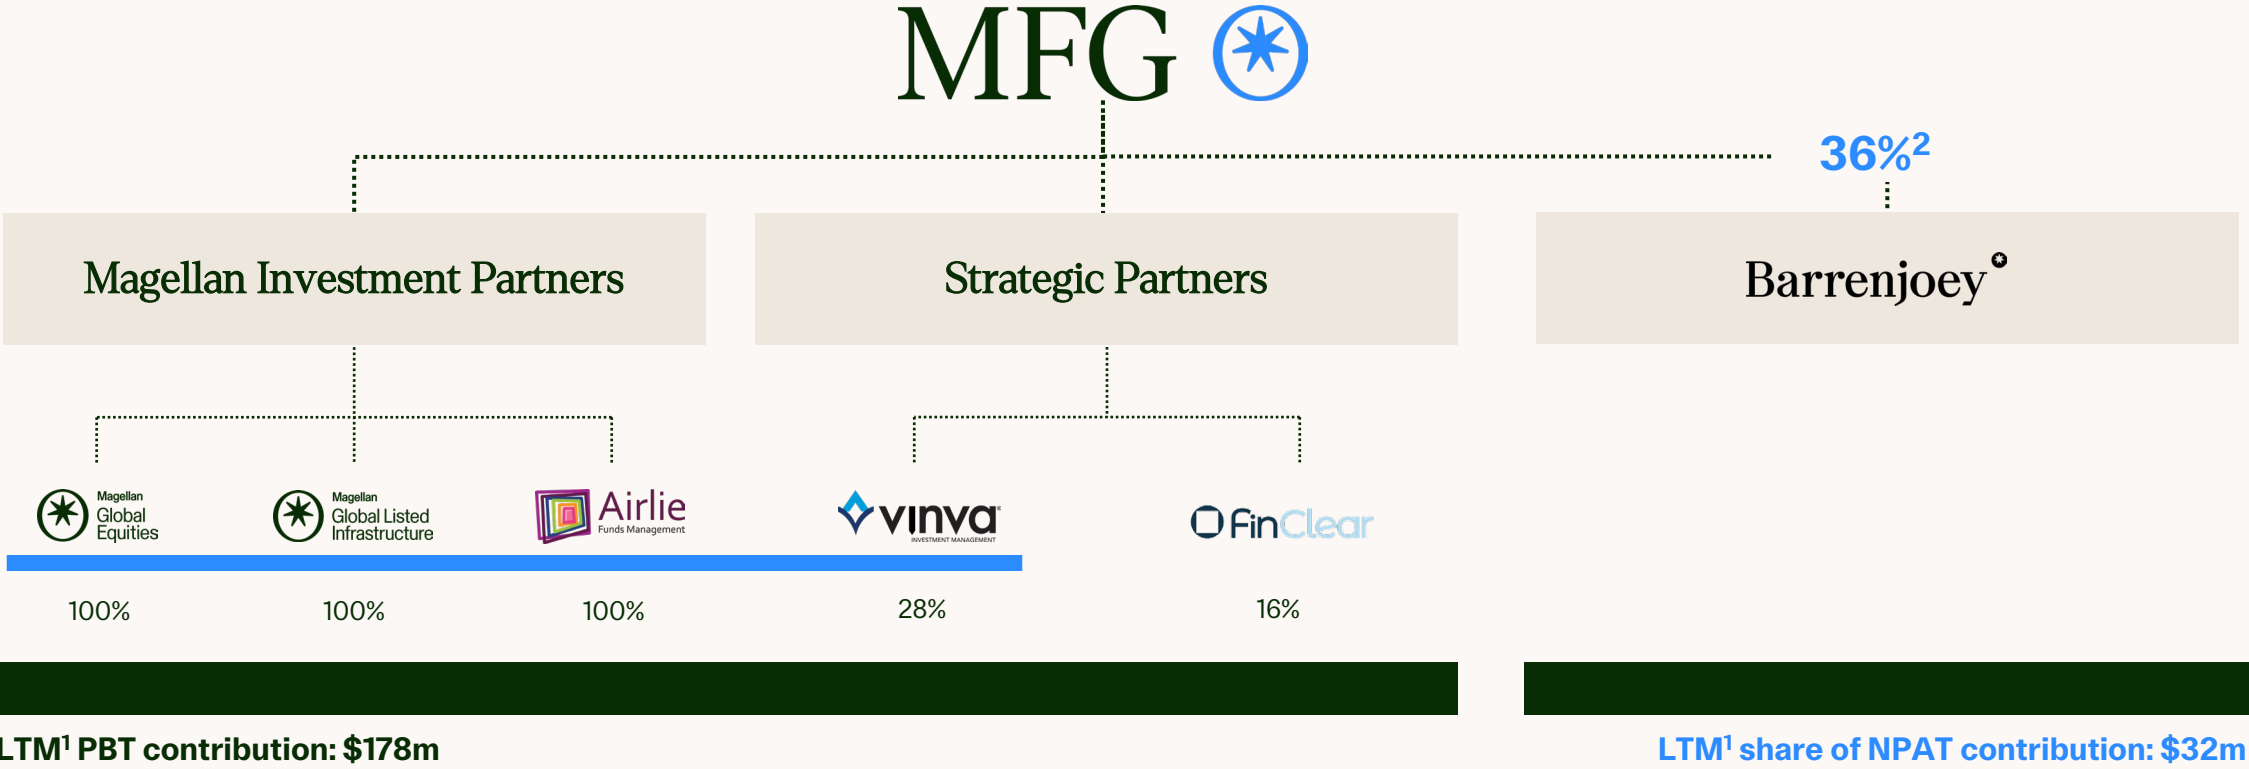 MFG
36%²
Magellan Investment Partners
Strategic Partners
Barrenjoey
Magellan
Global
Equities
Magellan
Global Listed
Infrastructure
Airlie
Funds Management
vinva®
INVESTMENT MANAGEMENT
FinClear
100%
100%
100%
28%
16%
LTM¹ PBT contribution: $178m
LTM¹ share of NPAT contribution: $32m